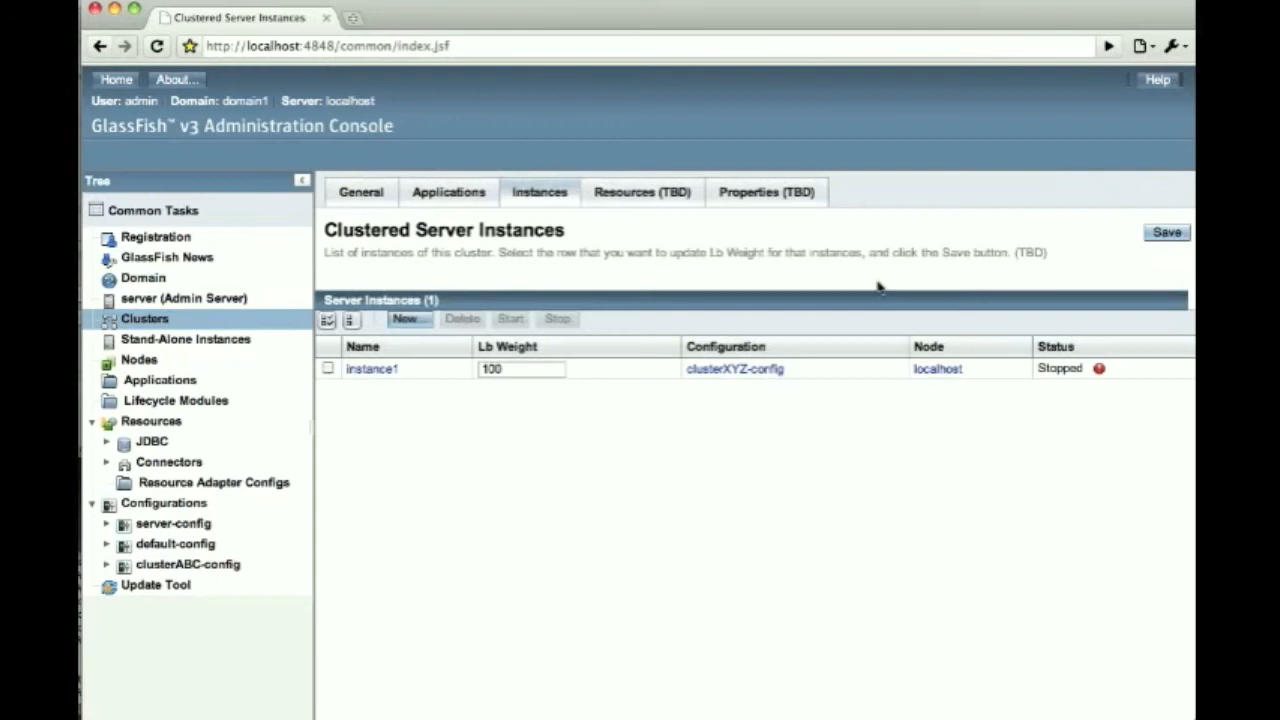 Clustered Server Instances
http://localhost:4848/common/index.jsf
Home About... Help
User: admin Domain: domain1 Server: localhost
GlassFish™ v3 Administration Console
Tree
Common Tasks
Registration
GlassFish News
Domain
server (Admin Server)
Clusters
Stand-Alone Instances
Nodes
Applications
Lifecycle Modules
Resources
JDBC
Connectors
Resource Adapter Configs
Configurations
server-config
default-config
clusterABC-config
Update Tool
General Applications Instances Resources (TBD) Properties (TBD)
Clustered Server Instances
Save
List of instances of this cluster. Select the row that you want to update Lb Weight for that instances, and click the Save button. (TBD)
Server Instances (1)
New... Delete Start Stop
Name Lb Weight Configuration Node Status
instance1 100 clusterXYZ-config localhost Stopped